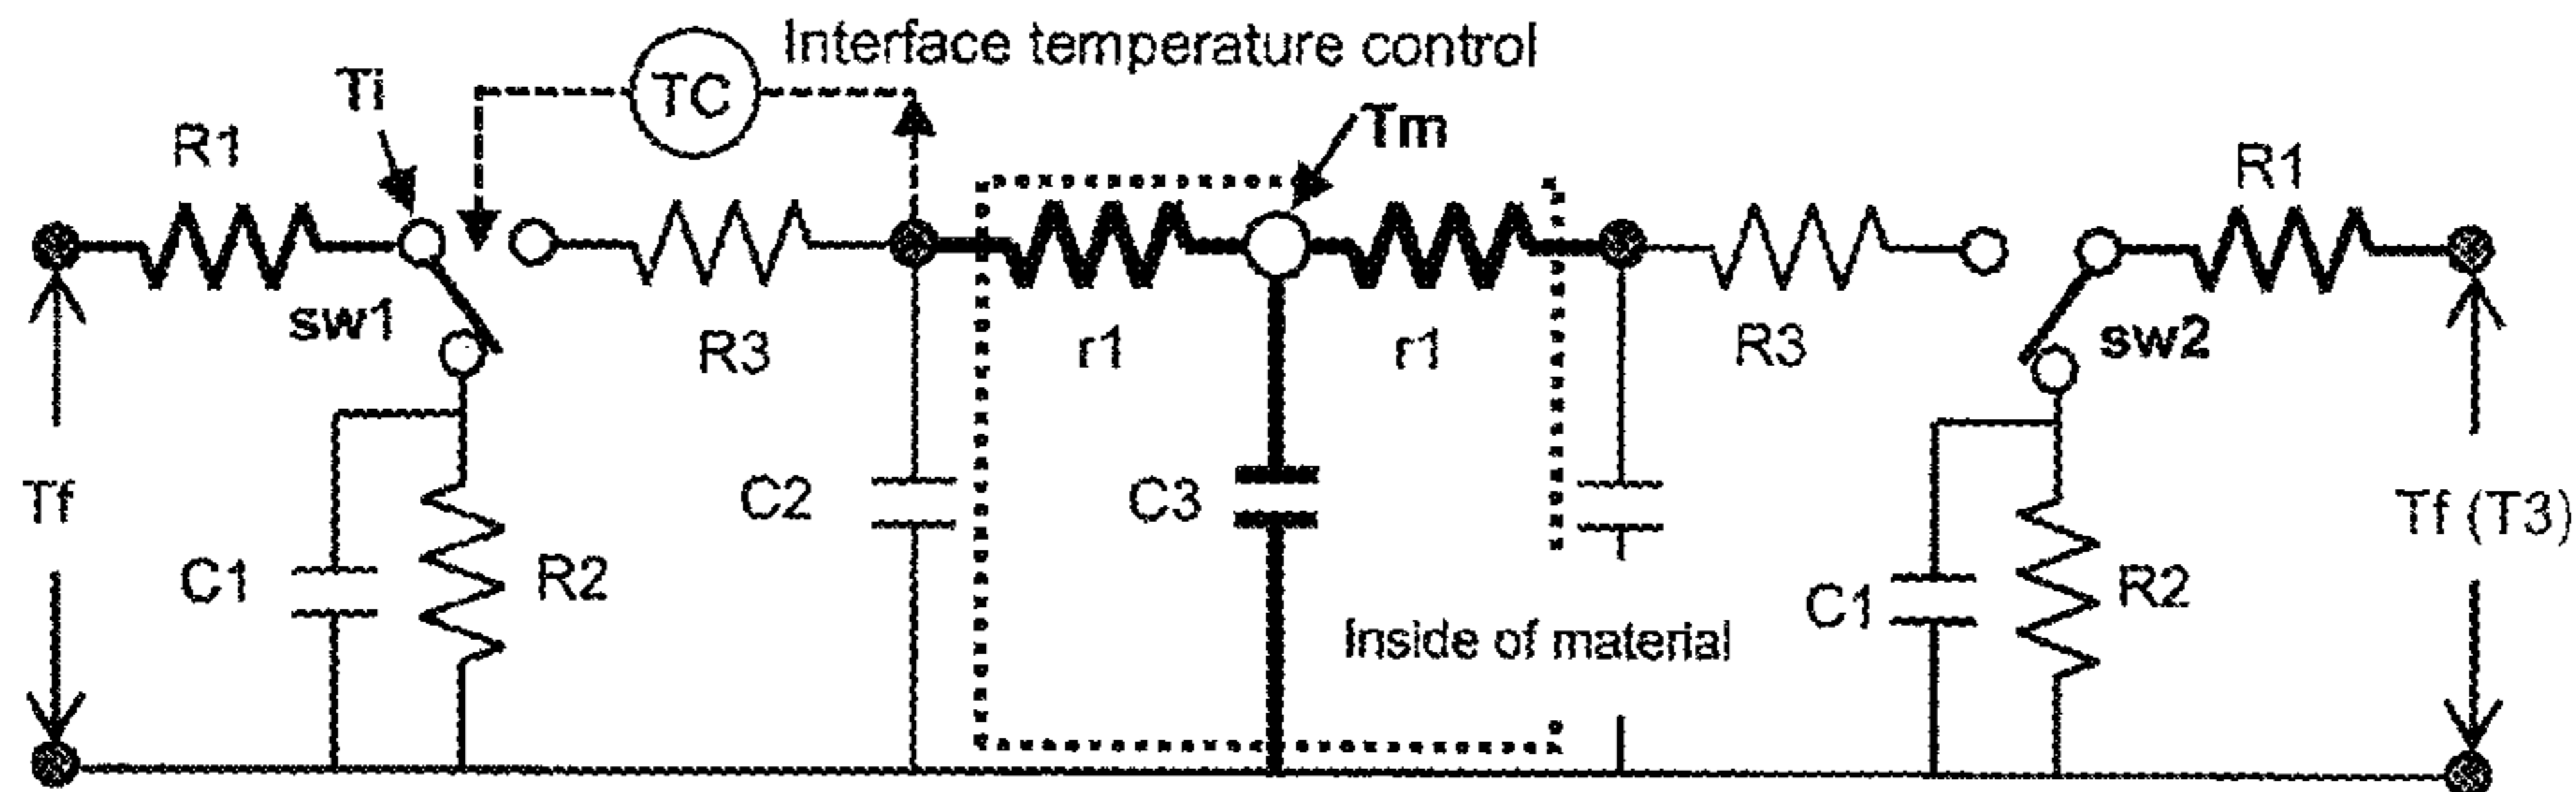 Interface temperature control
TC
Ti
Tm
R1
R1
sw1
R3
r1
r1
R3
sw2
Tf
C2
C3
Tf (T3)
C1
R2
Inside of material
C1
R2